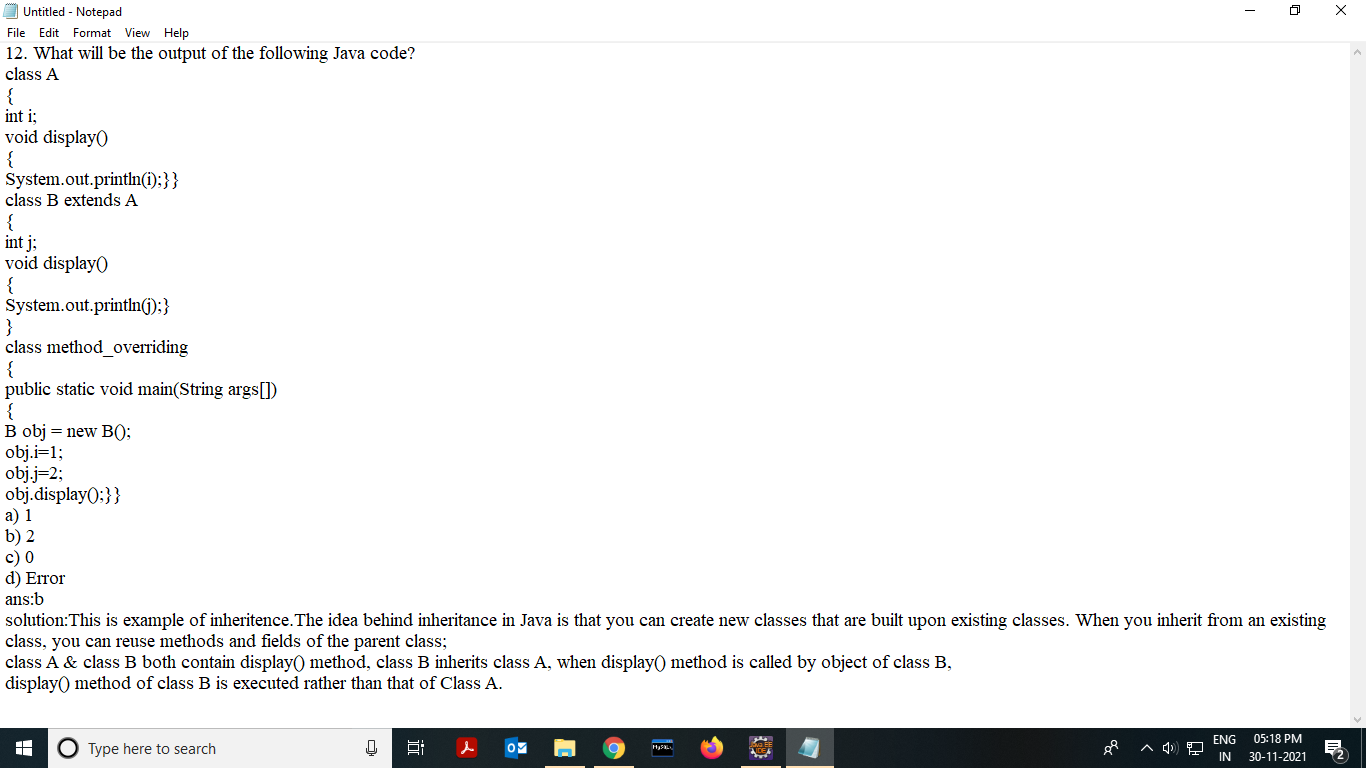 Untitled - Notepad
File Edit Format View Help
12. What will be the output of the following Java code?
class A
{
int i;
void display()
{
System.out.println(i);}}
class B extends A
{
int j;
void display()
{
System.out.println(j);}
}
class method_overriding
{
public static void main(String args[])
{
B obj = new B();
obj.i=1;
obj.j=2;
obj.display();}}
a) 1
b) 2
c) 0
d) Error
ans:b
solution:This is example of inheritence.The idea behind inheritance in Java is that you can create new classes that are built upon existing classes. When you inherit from an existing
class, you can reuse methods and fields of the parent class;
class A & class B both contain display() method, class B inherits class A, when display() method is called by object of class B,
display() method of class B is executed rather than that of Class A.
Type here to search
ENG 05:18 PM
IN 30-11-2021
2